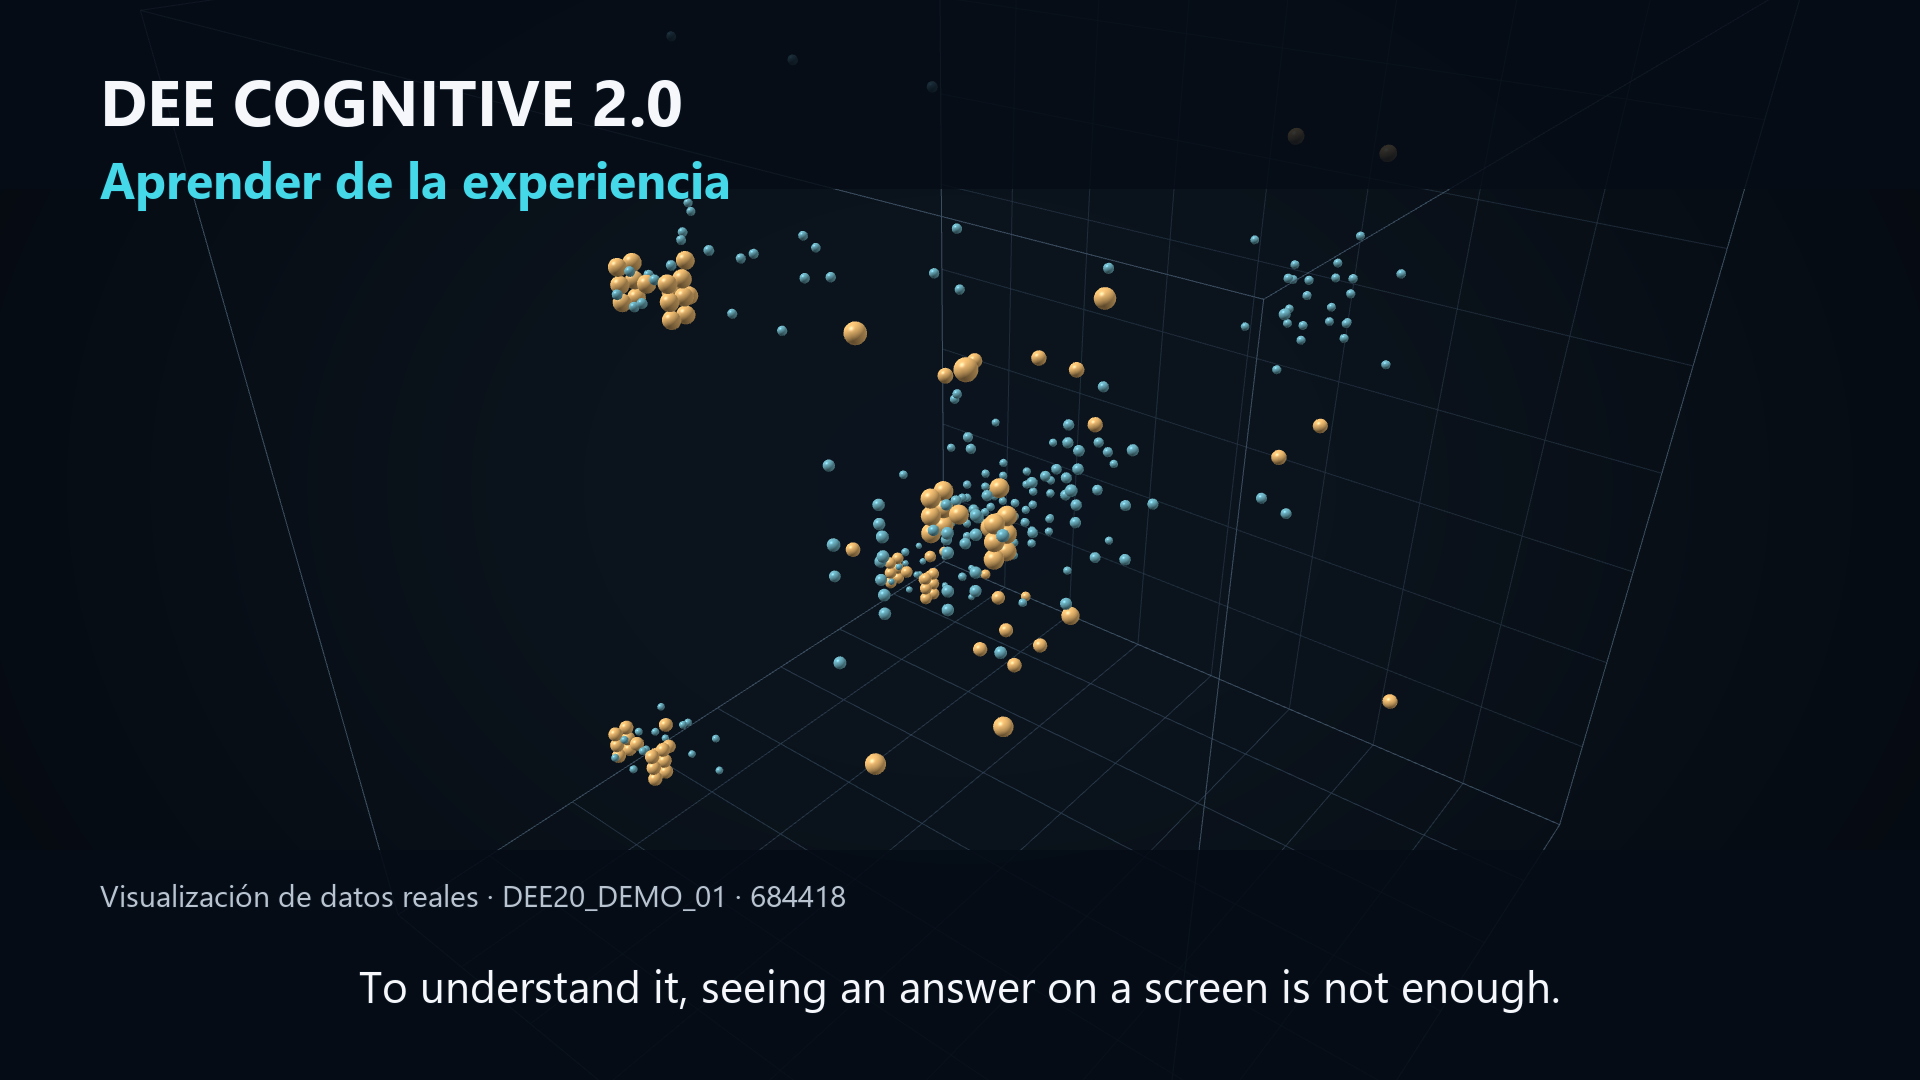 DEE COGNITIVE 2.0
Aprender de la experiencia
Visualización de datos reales · DEE20_DEMO_01 · 684418
To understand it, seeing an answer on a screen is not enough.